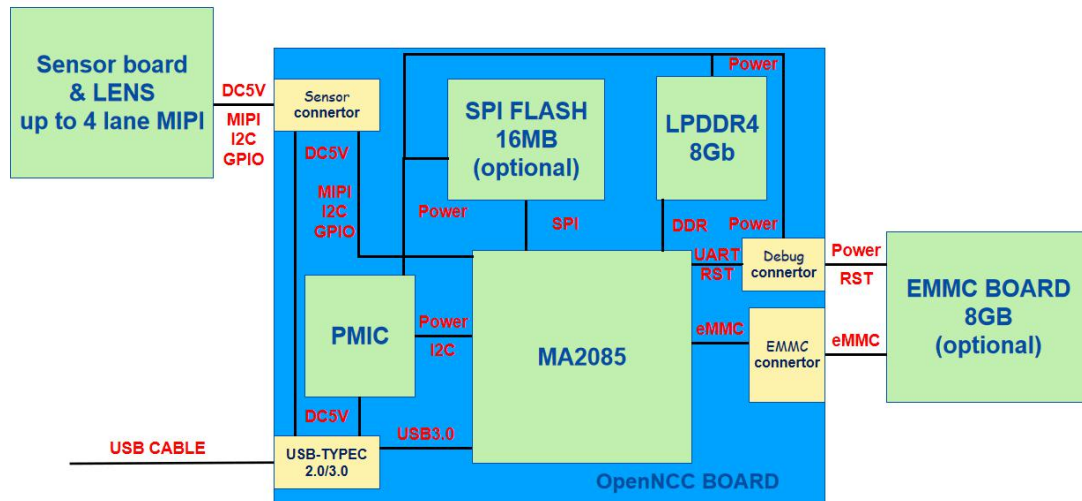 Sensor board
& LENS
up to 4 lane MIPI
DC5V
MIPI
I2C
GPIO
Sensor
connertor
DC5V
MIPI
I2C
GPIO
Power
SPI FLASH
16MB
(optional)
SPI
Power
LPDDR4
8Gb
DDR
Power
UART
RST
Debug
connertor
Power
RST
EMMC BOARD
8GB
(optional)
PMIC
Power
I2C
MA2085
eMMC
EMMC
connertor
eMMC
DC5V
USB3.0
USB CABLE
USB-TYPEC
2.0/3.0
OpenNCC BOARD